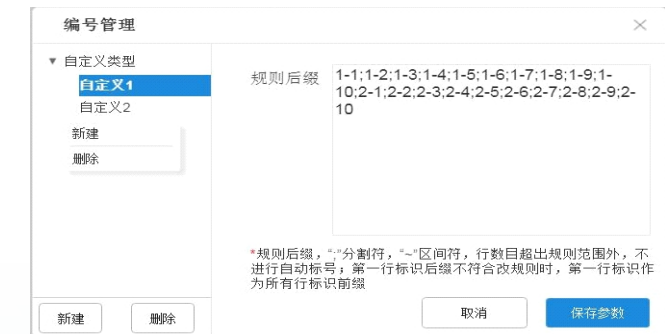 编号管理
自定义类型
自定义1
自定义2
新建
删除
规则后缀
1-1;1-2;1-3;1-4;1-5;1-6;1-7;1-8;1-9;1-
10;2-1;2-2;2-3;2-4;2-5;2-6;2-7;2-8;2-9;2-
10
*规则后缀，“;”分割符，“~”区间符，行数目超出规则范围外，不
进行自动标号；第一行标识后缀不符合改规则时，第一行标识作
为所有行标识前缀
新建
删除
取消
保存参数